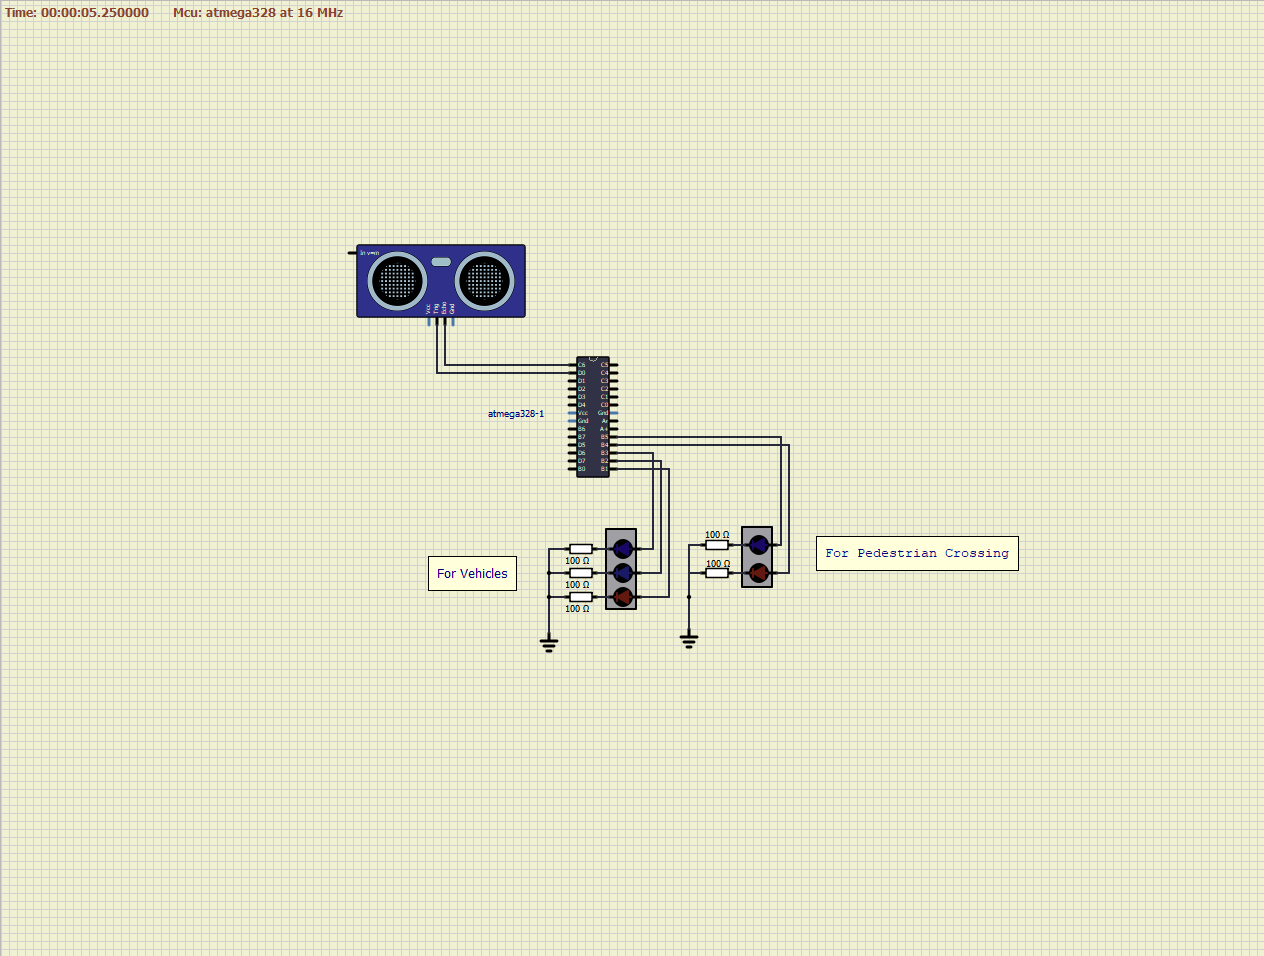 Time: 00:00:05.250000 Mcu: atmega328 at 16 MHz
In v=m
Vcc
Trig
Echo
Gnd
C6 C5
D0 C4
D1 C3
D2 C2
D3 C1
D4 C0
Vcc Gnd
Gnd Ar
B6 A+
B7 B5
D5 B4
D6 B3
D7 B2
B0 B1
atmega328-1
100 Ω
For Pedestrian Crossing
100 Ω
100 Ω
For Vehicles
100 Ω
100 Ω